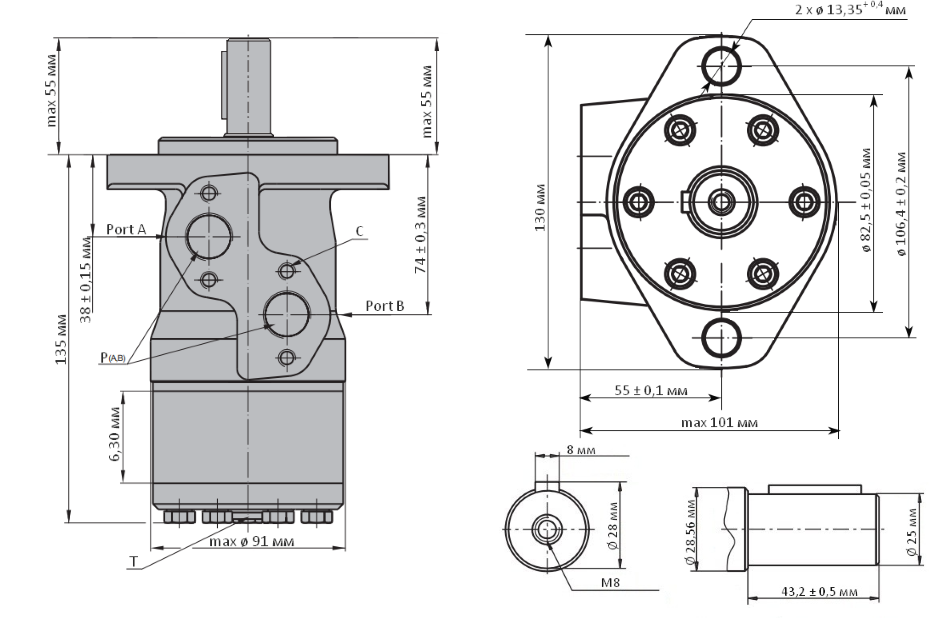 2 x ø 13,35 + 0,4 мм
max 55 мм
max 55 мм
Port A
C
38 ± 0,15 мм
74 ± 0,3 мм
135 мм
Port B
P(A,B)
6,30 мм
max ø 91 мм
T
130 мм
ø 82,5 ± 0,05 мм
ø 106,4 ± 0,2 мм
55 ± 0,1 мм
max 101 мм
8 мм
Ø 28 мм
M8
Ø 28,56 мм
Ø 25 мм
43,2 ± 0,5 мм